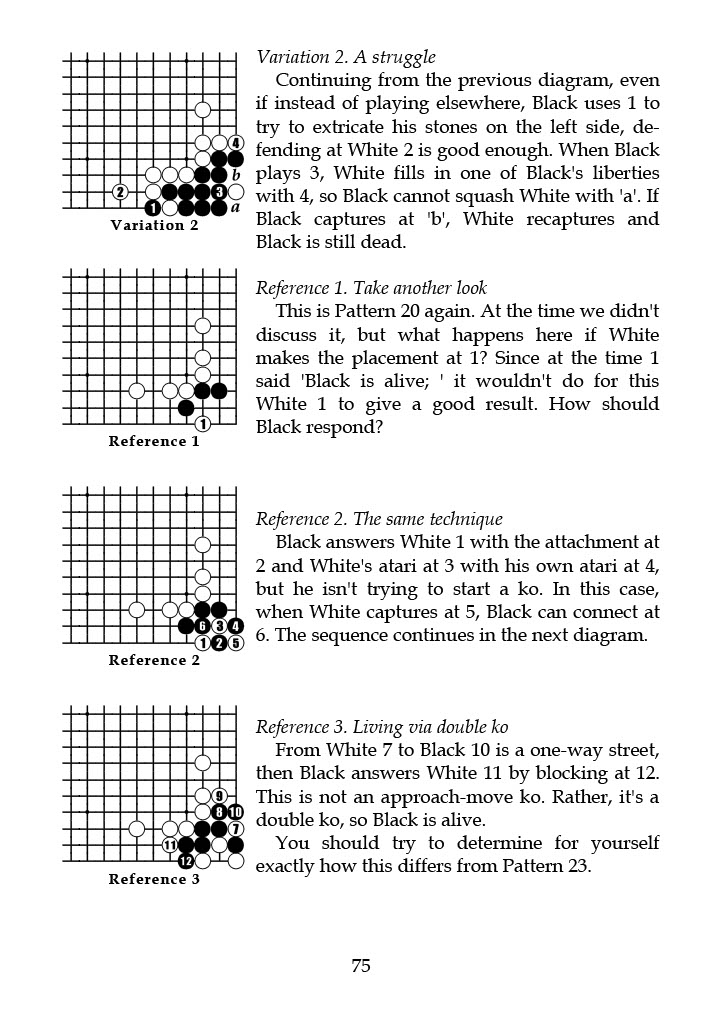 Variation 2. A struggle
Continuing from the previous diagram, even
if instead of playing elsewhere, Black uses 1 to
try to extricate his stones on the left side, de-
fending at White 2 is good enough. When Black
plays 3, White fills in one of Black's liberties
with 4, so Black cannot squash White with 'a'. If
Black captures at 'b', White recaptures and
Black is still dead.
4
b
2
3
1
a
Variation 2
Reference 1. Take another look
This is Pattern 20 again. At the time we didn't
discuss it, but what happens here if White
makes the placement at 1? Since at the time 1
said 'Black is alive; ' it wouldn't do for this
White 1 to give a good result. How should
Black respond?
1
Reference 1
Reference 2. The same technique
Black answers White 1 with the attachment at
2 and White's atari at 3 with his own atari at 4,
but he isn't trying to start a ko. In this case,
when White captures at 5, Black can connect at
6. The sequence continues in the next diagram.
6 3 4
1 2 5
Reference 2
Reference 3. Living via double ko
From White 7 to Black 10 is a one-way street,
then Black answers White 11 by blocking at 12.
This is not an approach-move ko. Rather, it's a
double ko, so Black is alive.
You should try to determine for yourself
exactly how this differs from Pattern 23.
9
8 10
7
11
12
Reference 3
75